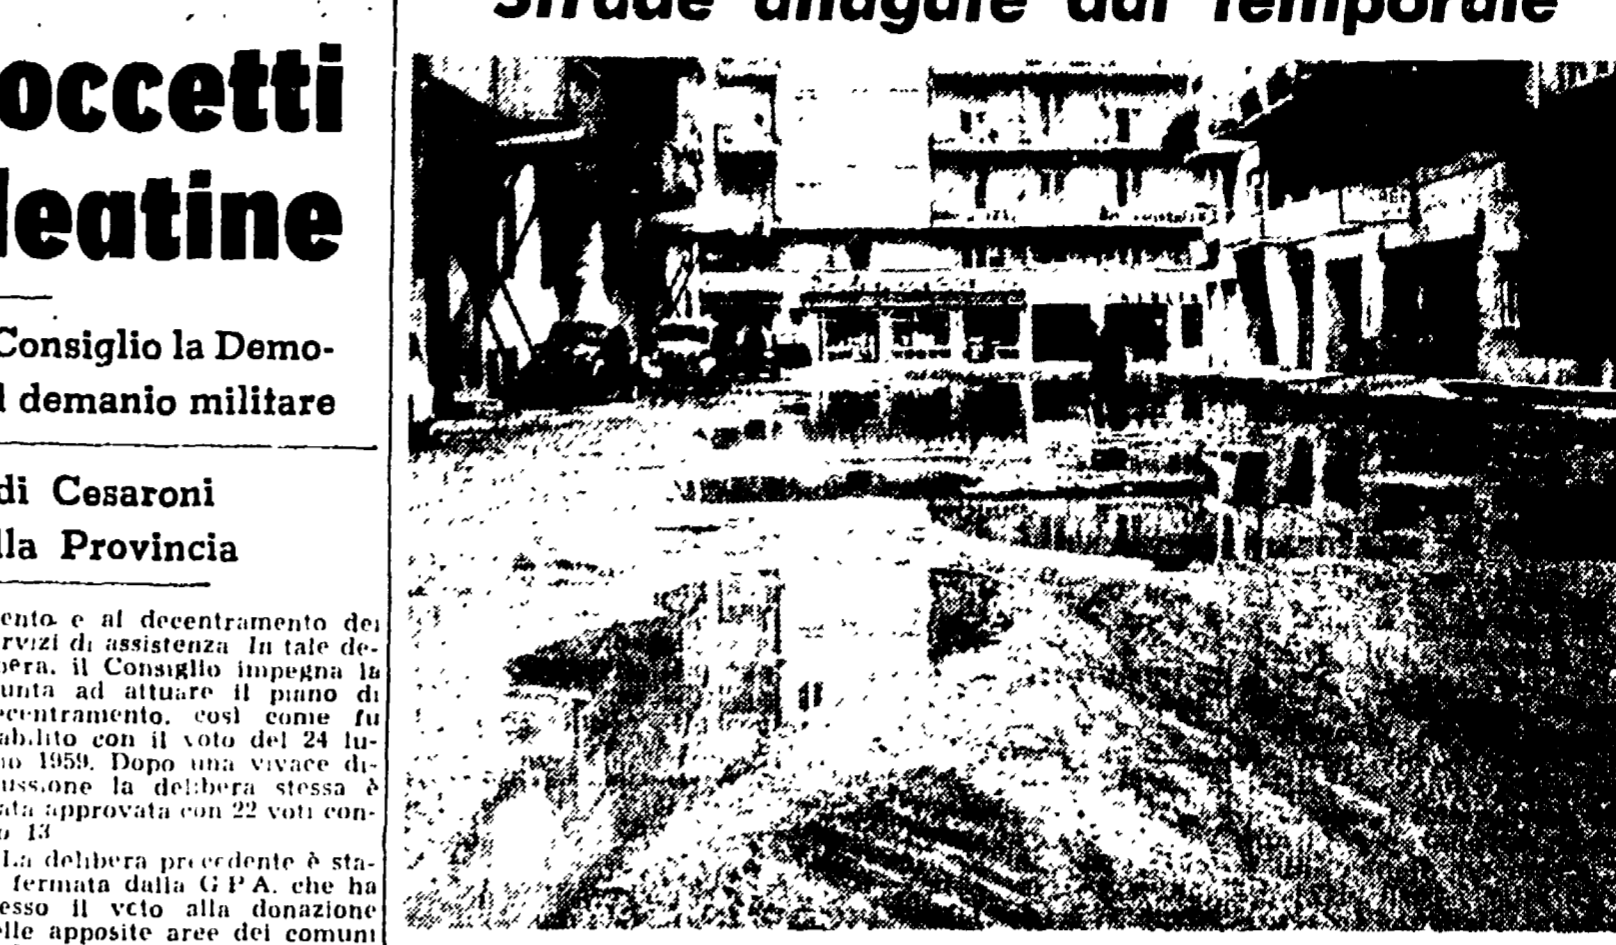 occetti
leatine
Consiglio la Demo-
l demanio militare
di Cesaroni
lla Provincia
ento e al decentramento dei
rvizi di assistenza In tale de-
bera. il Consiglio impegna la
unta ad attuare il piano di
ecentramento. così come fu
abilito con il voto del 24 lu-
io 1959. Dopo una vivace di-
ussione la delibera stessa è
ata approvata con 22 voti con-
o 13
La delibera precedente è sta-
fermata dalla G P A. che ha
esso il veto alla donazione
elle apposite aree dei comuni
Strade allagate dal temporale